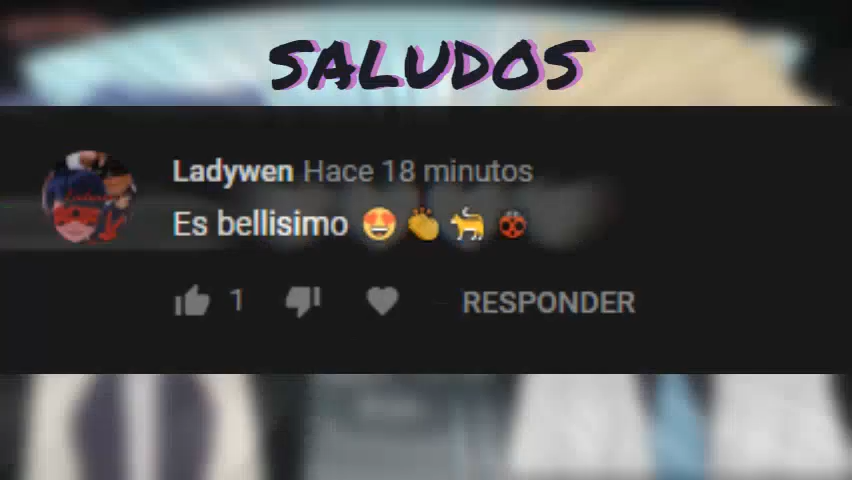 SALUDOS
Ladywen Hace 18 minutos
Es bellisimo 😍👏🐈🐞
1 RESPONDER